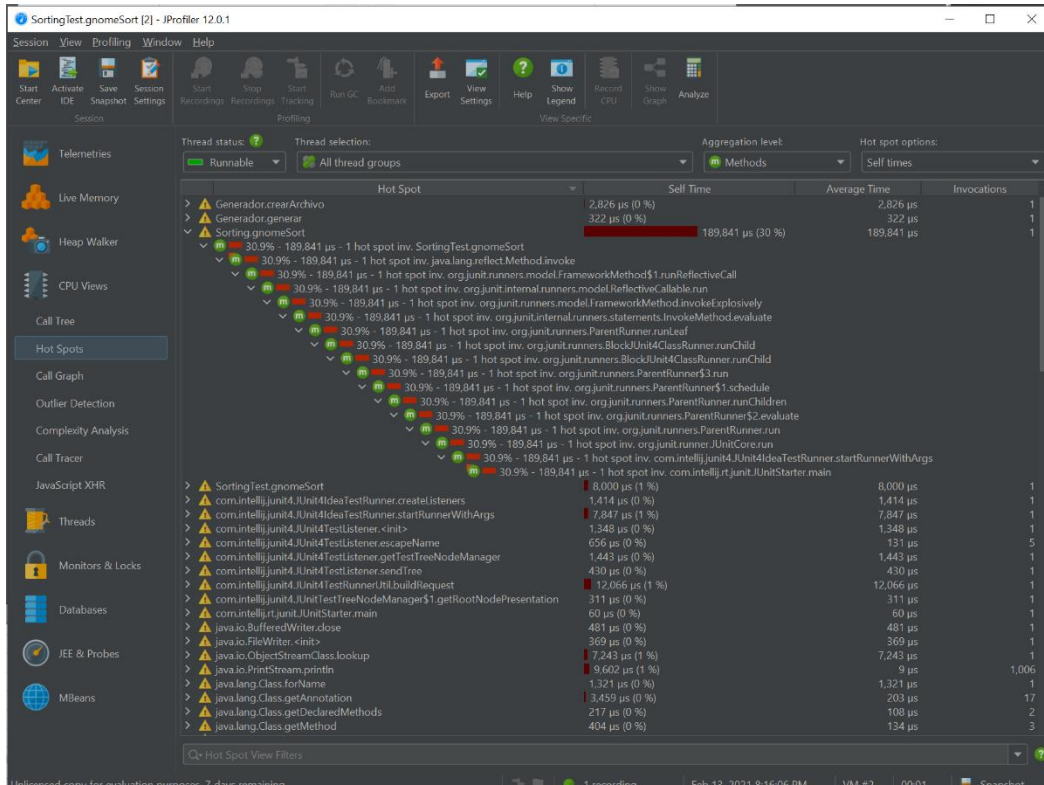 SortingTest.gnomeSort [2] - JProfiler 12.0.1
Session View Profiling Window Help
Start Center Activate IDE Save Snapshot Session Settings Start Recordings Stop Recordings Start Tracking Run GC Add Bookmark Export View Settings Help Show Legend Record CPU Show Graph Analyze
Session Profiling View Specific
Thread status: Thread selection: Aggregation level: Hot spot options:
Runnable All thread groups Methods Self times
Telemetries
Live Memory
Heap Walker
CPU Views
Call Tree
Hot Spots
Call Graph
Outlier Detection
Complexity Analysis
Call Tracer
JavaScript XHR
Threads
Monitors & Locks
Databases
JEE & Probes
MBeans
Hot Spot Self Time Average Time Invocations
Generador.crearArchivo 2,826 µs (0 %) 2,826 µs 1
Generador.generar 322 µs (0 %) 322 µs 1
Sorting.gnomeSort 189,841 µs (30 %) 189,841 µs 1
m 30.9% - 189,841 µs - 1 hot spot inv. SortingTest.gnomeSort
m 30.9% - 189,841 µs - 1 hot spot inv. java.lang.reflect.Method.invoke
m 30.9% - 189,841 µs - 1 hot spot inv. org.junit.runners.model.FrameworkMethod$1.runReflectiveCall
m 30.9% - 189,841 µs - 1 hot spot inv. org.junit.internal.runners.model.ReflectiveCallable.run
m 30.9% - 189,841 µs - 1 hot spot inv. org.junit.runners.model.FrameworkMethod.invokeExplosively
m 30.9% - 189,841 µs - 1 hot spot inv. org.junit.internal.runners.statements.InvokeMethod.evaluate
m 30.9% - 189,841 µs - 1 hot spot inv. org.junit.runners.ParentRunner.runLeaf
m 30.9% - 189,841 µs - 1 hot spot inv. org.junit.runners.BlockJUnit4ClassRunner.runChild
m 30.9% - 189,841 µs - 1 hot spot inv. org.junit.runners.BlockJUnit4ClassRunner.runChild
m 30.9% - 189,841 µs - 1 hot spot inv. org.junit.runners.ParentRunner$3.run
m 30.9% - 189,841 µs - 1 hot spot inv. org.junit.runners.ParentRunner$1.schedule
m 30.9% - 189,841 µs - 1 hot spot inv. org.junit.runners.ParentRunner.runChildren
m 30.9% - 189,841 µs - 1 hot spot inv. org.junit.runners.ParentRunner$2.evaluate
m 30.9% - 189,841 µs - 1 hot spot inv. org.junit.runners.ParentRunner.run
m 30.9% - 189,841 µs - 1 hot spot inv. org.junit.runner.JUnitCore.run
m 30.9% - 189,841 µs - 1 hot spot inv. com.intellij.junit4.JUnit4IdeaTestRunner.startRunnerWithArgs
m 30.9% - 189,841 µs - 1 hot spot inv. com.intellij.rt.junit.JUnitStarter.main
SortingTest.gnomeSort 8,000 µs (1 %) 8,000 µs 1
com.intellij.junit4.JUnit4IdeaTestRunner.createListeners 1,414 µs (0 %) 1,414 µs 1
com.intellij.junit4.JUnit4IdeaTestRunner.startRunnerWithArgs 7,847 µs (1 %) 7,847 µs 1
com.intellij.junit4.JUnit4TestListener.<init> 1,348 µs (0 %) 1,348 µs 1
com.intellij.junit4.JUnit4TestListener.escapeName 656 µs (0 %) 131 µs 5
com.intellij.junit4.JUnit4TestListener.getTestTreeNodeManager 1,443 µs (0 %) 1,443 µs 1
com.intellij.junit4.JUnit4TestListener.sendTree 430 µs (0 %) 430 µs 1
com.intellij.junit4.JUnit4TestRunnerUtil.buildRequest 12,066 µs (1 %) 12,066 µs 1
com.intellij.junit4.JUnitTestTreeNodeManager$1.getRootNodePresentation 311 µs (0 %) 311 µs 1
com.intellij.rt.junit.JUnitStarter.main 60 µs (0 %) 60 µs 1
java.io.BufferedWriter.close 481 µs (0 %) 481 µs 1
java.io.FileWriter.<init> 369 µs (0 %) 369 µs 1
java.io.ObjectStreamClass.lookup 7,243 µs (1 %) 7,243 µs 1
java.io.PrintStream.println 9,602 µs (1 %) 9 µs 1,006
java.lang.Class.forName 1,321 µs (0 %) 1,321 µs 1
java.lang.Class.getAnnotation 3,459 µs (0 %) 203 µs 17
java.lang.Class.getDeclaredMethods 217 µs (0 %) 108 µs 2
java.lang.Class.getMethod 404 µs (0 %) 134 µs 3
Hot Spot View Filters
Unlicensed copy for evaluation purposes, 7 days remaining 1 recording Feb 13, 2021 8:16:06 PM VM #2 00:01 Snapshot